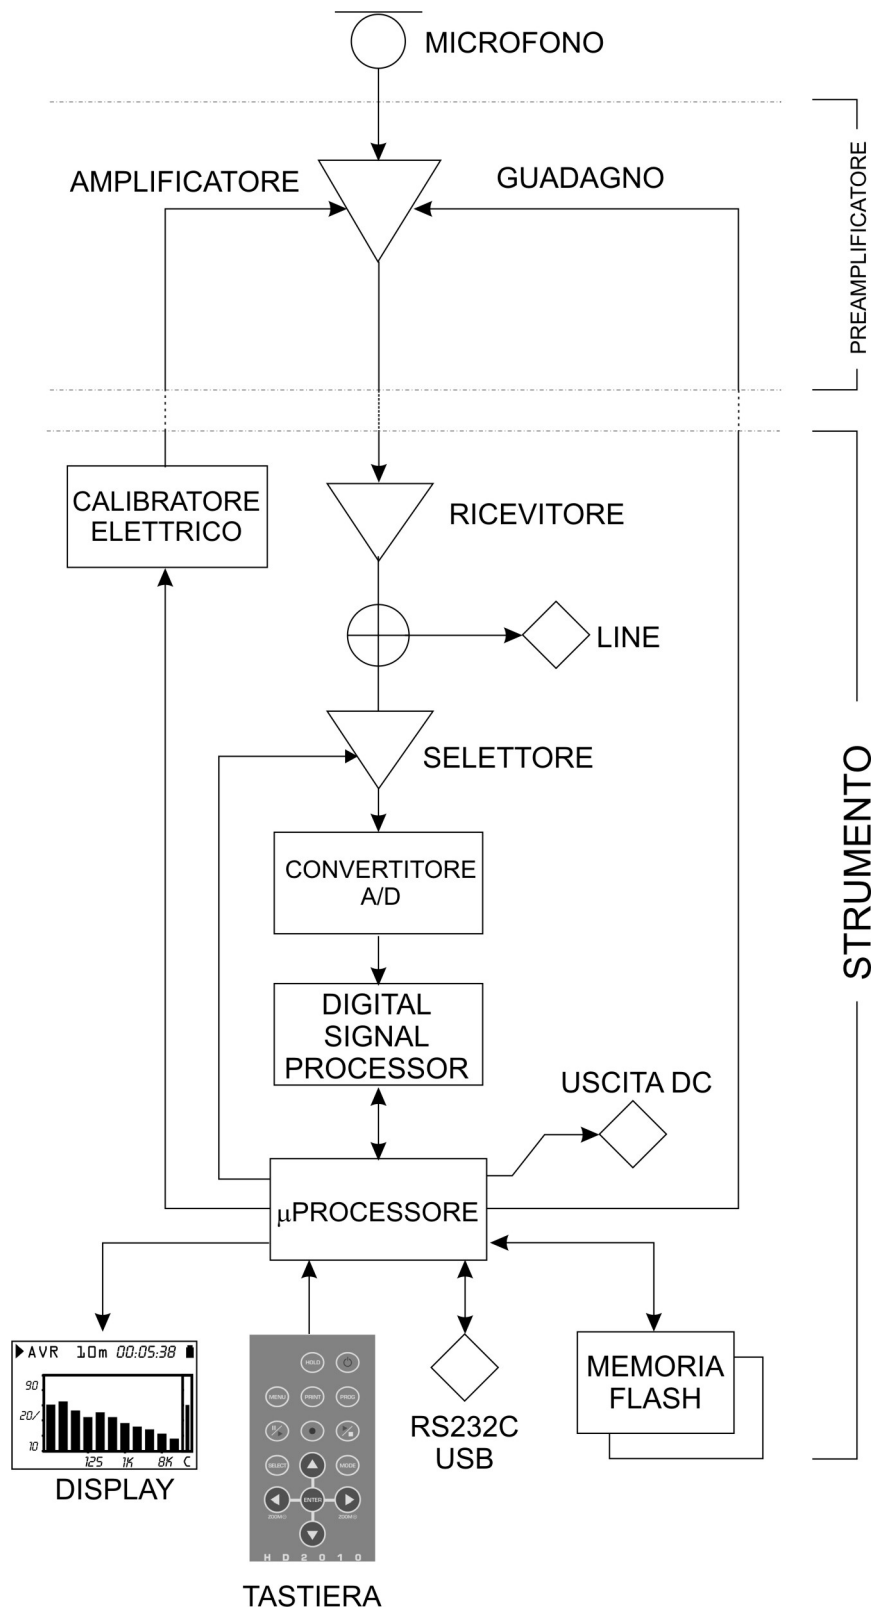 MICROFONO
AMPLIFICATORE
GUADAGNO
PREAMPLIFICATORE
CALIBRATORE
ELETTRICO
RICEVITORE
LINE
SELETTORE
STRUMENTO
CONVERTITORE
A/D
DIGITAL
SIGNAL
PROCESSOR
USCITA DC
µPROCESSORE
AVR 10m 00:05:38
90
20/
10
125 1K 8K C
DISPLAY
HOLD
MENU PRINT PROG
SELECT MODE
ENTER
ZOOM ZOOM
HD2010
TASTIERA
RS232C
USB
MEMORIA
FLASH